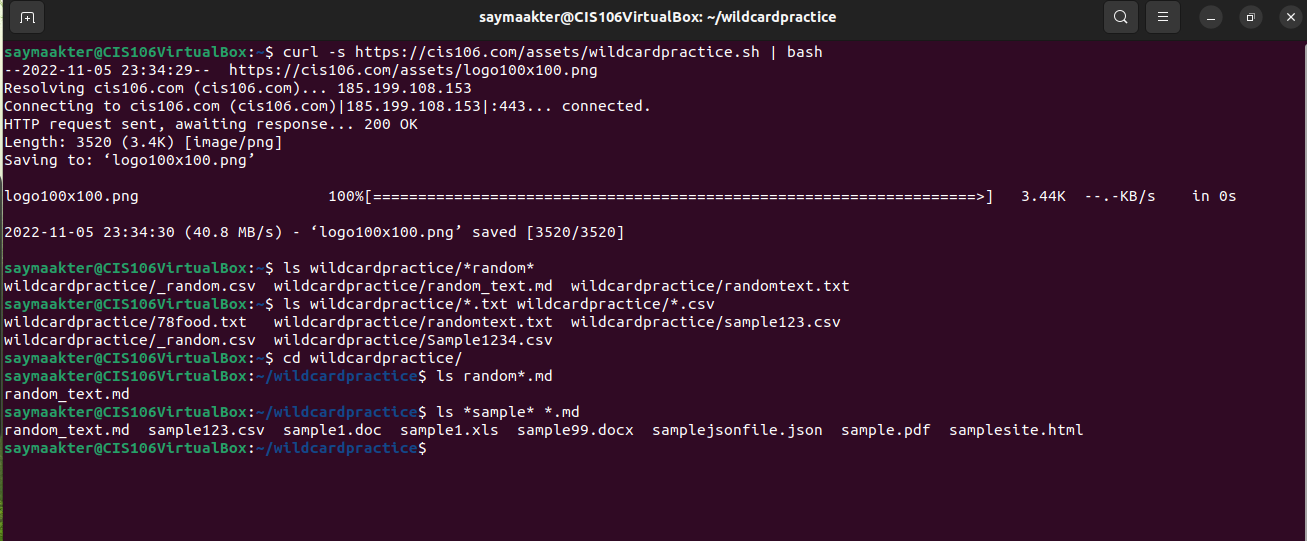 saymaakter@CIS106VirtualBox: ~/wildcardpractice
saymaakter@CIS106VirtualBox:~$ curl -s https://cis106.com/assets/wildcardpractice.sh | bash
--2022-11-05 23:34:29--  https://cis106.com/assets/logo100x100.png
Resolving cis106.com (cis106.com)... 185.199.108.153
Connecting to cis106.com (cis106.com)|185.199.108.153|:443... connected.
HTTP request sent, awaiting response... 200 OK
Length: 3520 (3.4K) [image/png]
Saving to: ‘logo100x100.png’
logo100x100.png                     100%[===================================================================>]   3.44K  --.-KB/s    in 0s
2022-11-05 23:34:30 (40.8 MB/s) - ‘logo100x100.png’ saved [3520/3520]
saymaakter@CIS106VirtualBox:~$ ls wildcardpractice/*random*
wildcardpractice/_random.csv  wildcardpractice/random_text.md  wildcardpractice/randomtext.txt
saymaakter@CIS106VirtualBox:~$ ls wildcardpractice/*.txt wildcardpractice/*.csv
wildcardpractice/78food.txt   wildcardpractice/randomtext.txt  wildcardpractice/sample123.csv
wildcardpractice/_random.csv  wildcardpractice/Sample1234.csv
saymaakter@CIS106VirtualBox:~$ cd wildcardpractice/
saymaakter@CIS106VirtualBox:~/wildcardpractice$ ls random*.md
random_text.md
saymaakter@CIS106VirtualBox:~/wildcardpractice$ ls *sample* *.md
random_text.md  sample123.csv  sample1.doc  sample1.xls  sample99.docx  samplejsonfile.json  sample.pdf  samplesite.html
saymaakter@CIS106VirtualBox:~/wildcardpractice$